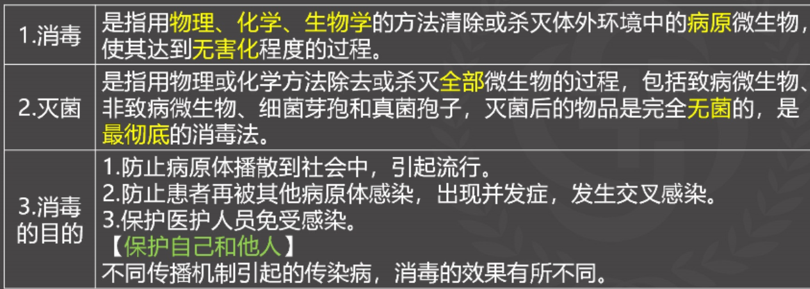 1.消毒
是指用物理、化学、生物学的方法清除或杀灭体外环境中的病原微生物，
使其达到无害化程度的过程。
2.灭菌
是指用物理或化学方法除去或杀灭全部微生物的过程，包括致病微生物、
非致病微生物、细菌芽孢和真菌孢子，灭菌后的物品是完全无菌的，是
最彻底的消毒法。
3.消毒
的目的
1.防止病原体播散到社会中，引起流行。
2.防止患者再被其他病原体感染，出现并发症，发生交叉感染。
3.保护医护人员免受感染。
【保护自己和他人】
不同传播机制引起的传染病，消毒的效果有所不同。